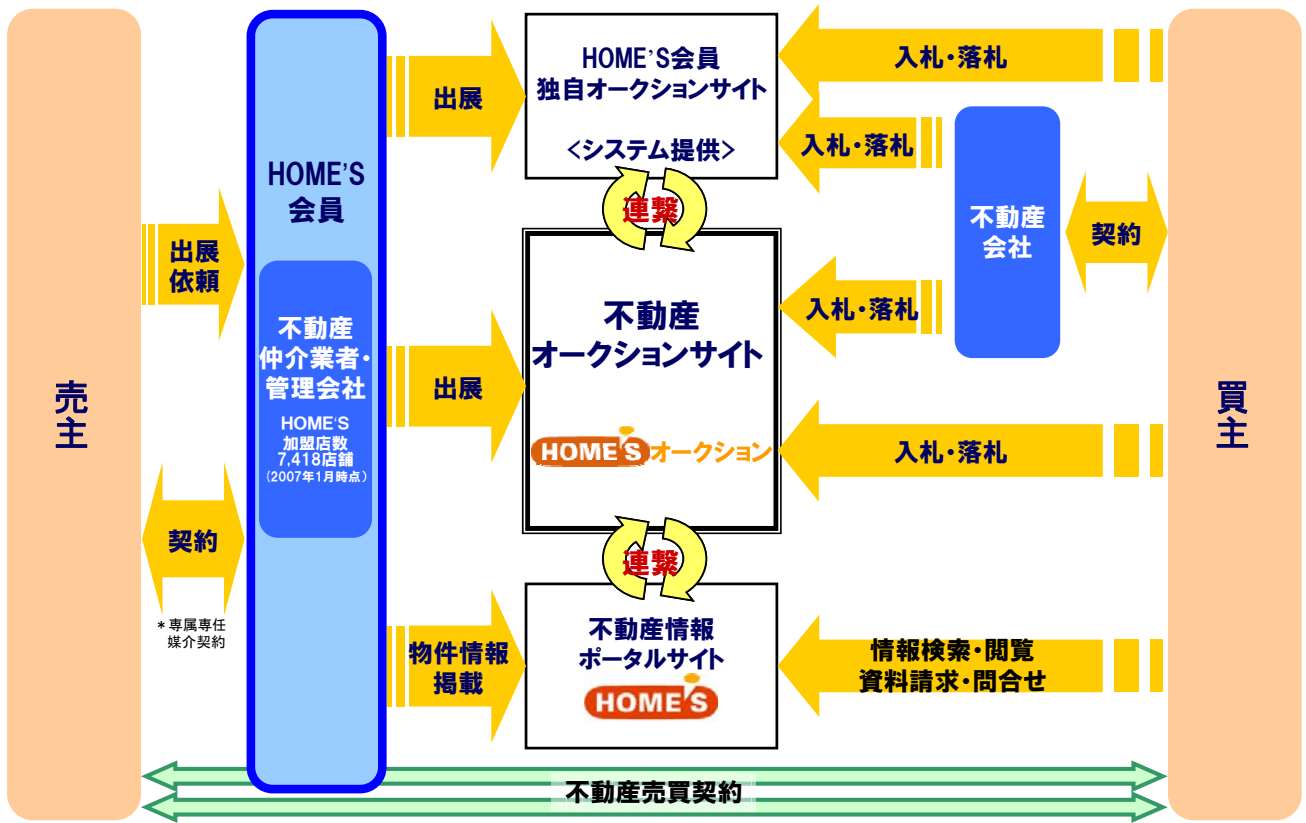 売主
出展
依頼
契約
*専属専任
媒介契約
HOME'S
会員
不動産
仲介業者・
管理会社
HOME'S
加盟店数
7,418店舗
(2007年1月時点)
出展
出展
物件情報
掲載
HOME'S会員
独自オークションサイト
<システム提供>
連繋
不動産
オークションサイト
HOME'Sオークション
連繋
不動産情報
ポータルサイト
HOME'S
入札・落札
入札・落札
不動産
会社
契約
入札・落札
入札・落札
情報検索・閲覧
資料請求・問合せ
買主
不動産売買契約